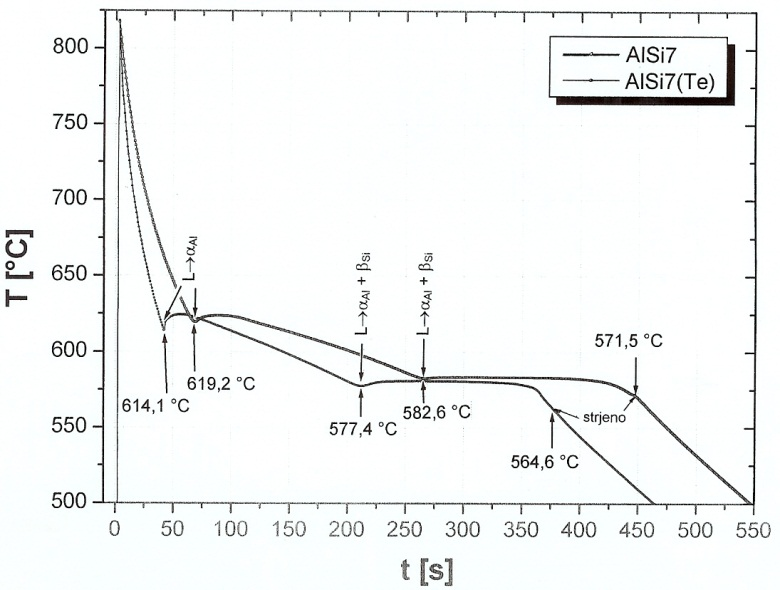 AlSi7
AlSi7(Te)
800
750
700
650
600
550
500
T [°C]
L→αAl
L→αAl + βSi
L→αAl + βSi
571,5 °C
619,2 °C
614,1 °C
582,6 °C
577,4 °C
strjeno
564,6 °C
0 50 100 150 200 250 300 350 400 450 500 550
t [s]